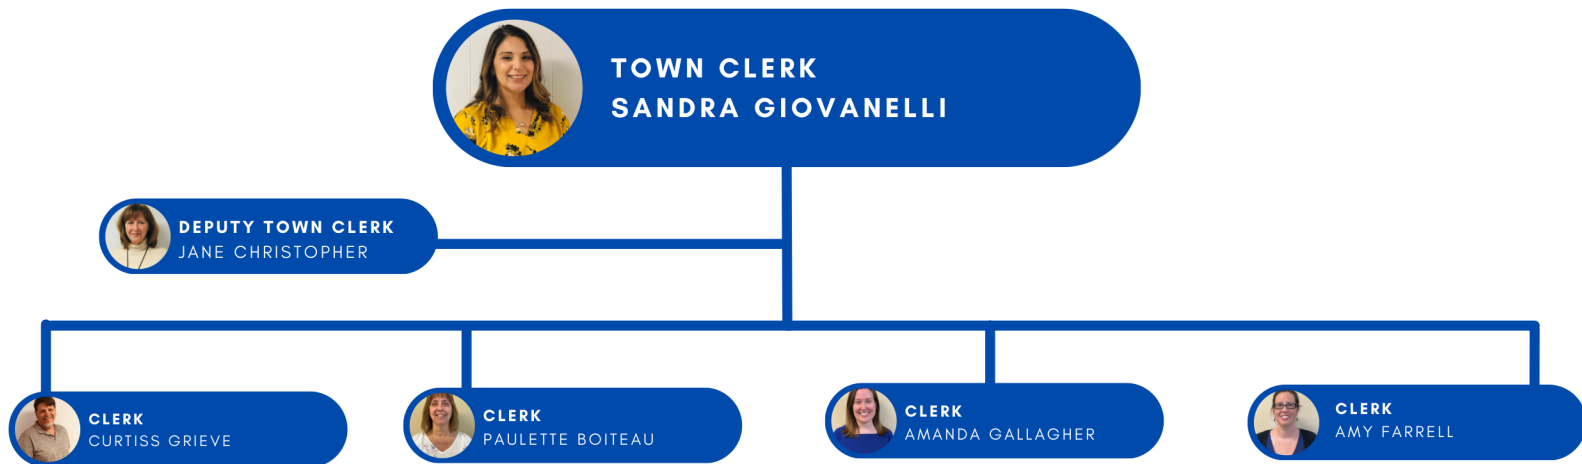 TOWN CLERK
SANDRA GIOVANELLI
DEPUTY TOWN CLERK
JANE CHRISTOPHER
CLERK
CURTISS GRIEVE
CLERK
PAULETTE BOITEAU
CLERK
AMANDA GALLAGHER
CLERK
AMY FARRELL